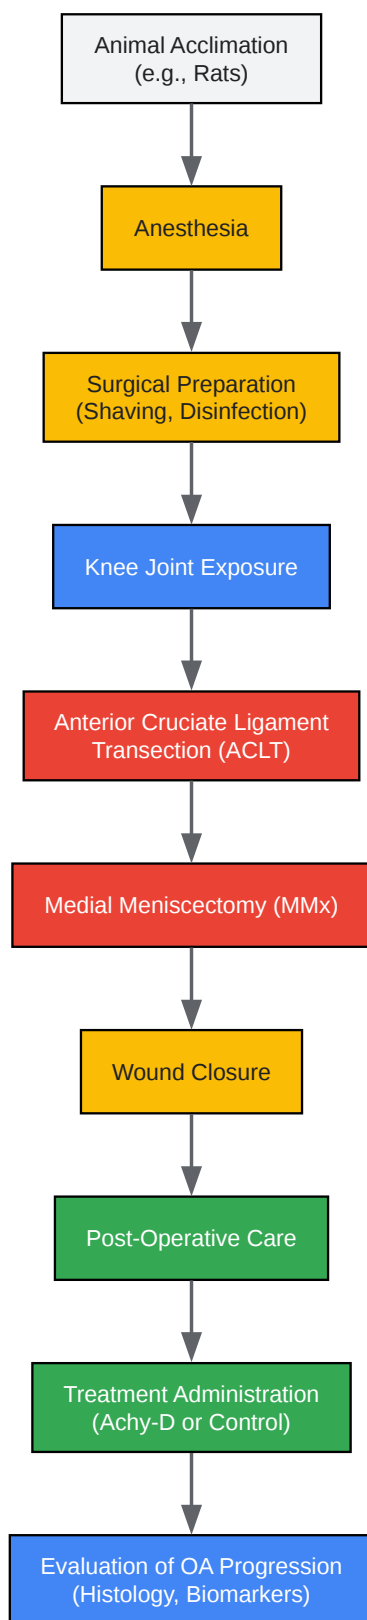 Animal Acclimation
(e.g., Rats)
Anesthesia
Surgical Preparation
(Shaving, Disinfection)
Knee Joint Exposure
Anterior Cruciate Ligament
Transection (ACLT)
Medial Meniscectomy (MMx)
Wound Closure
Post-Operative Care
Treatment Administration
(Achy-D or Control)
Evaluation of OA Progression
(Histology, Biomarkers)